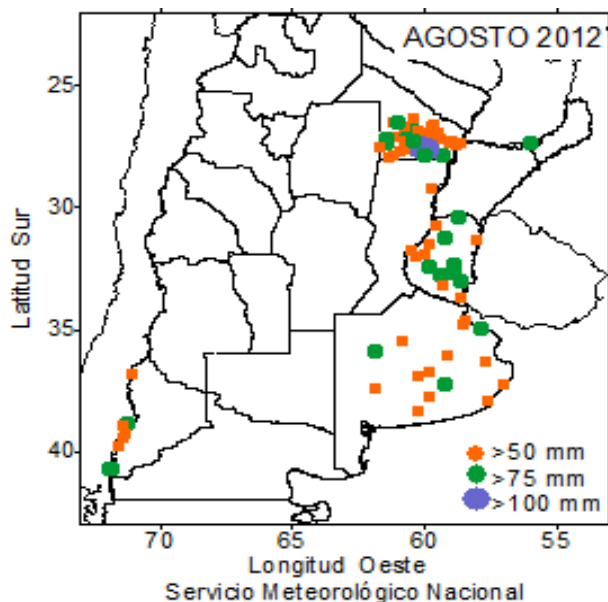 AGOSTO 2012
25
30
35
40
Latitud Sur
>50 mm
>75 mm
>100 mm
70 65 60 55
Longitud Oeste
Servicio Meteorológico Nacional